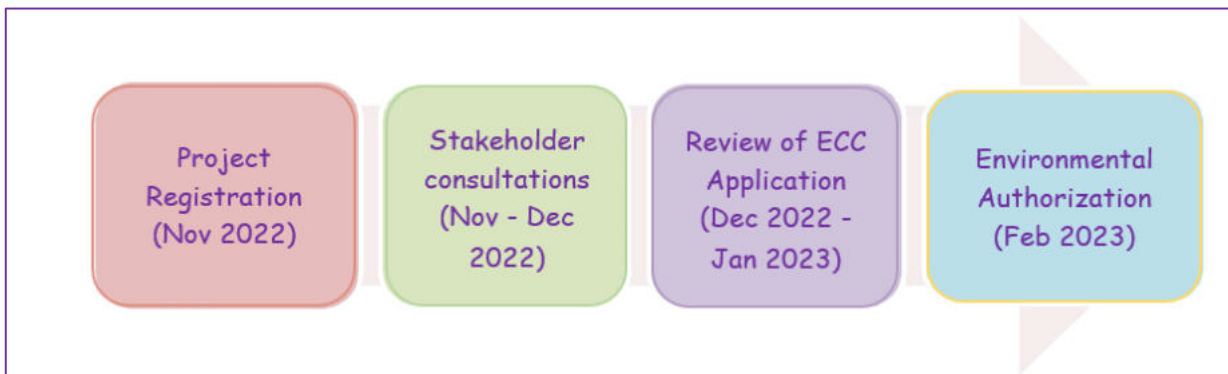 Project
Registration
(Nov 2022)
Stakeholder
consultations
(Nov - Dec
2022)
Review of ECC
Application
(Dec 2022 -
Jan 2023)
Environmental
Authorization
(Feb 2023)